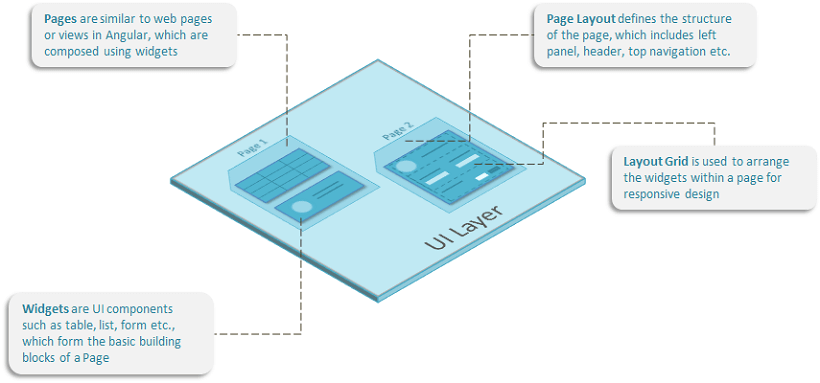 Pages are similar to web pages
or views in Angular, which are
composed using widgets
Page Layout defines the structure
of the page, which includes left
panel, header, top navigation etc.
Page 1
Page 2
Layout Grid is used to arrange
the widgets within a page for
responsive design
UI Layer
Widgets are UI components
such as table, list, form etc.,
which form the basic building
blocks of a Page